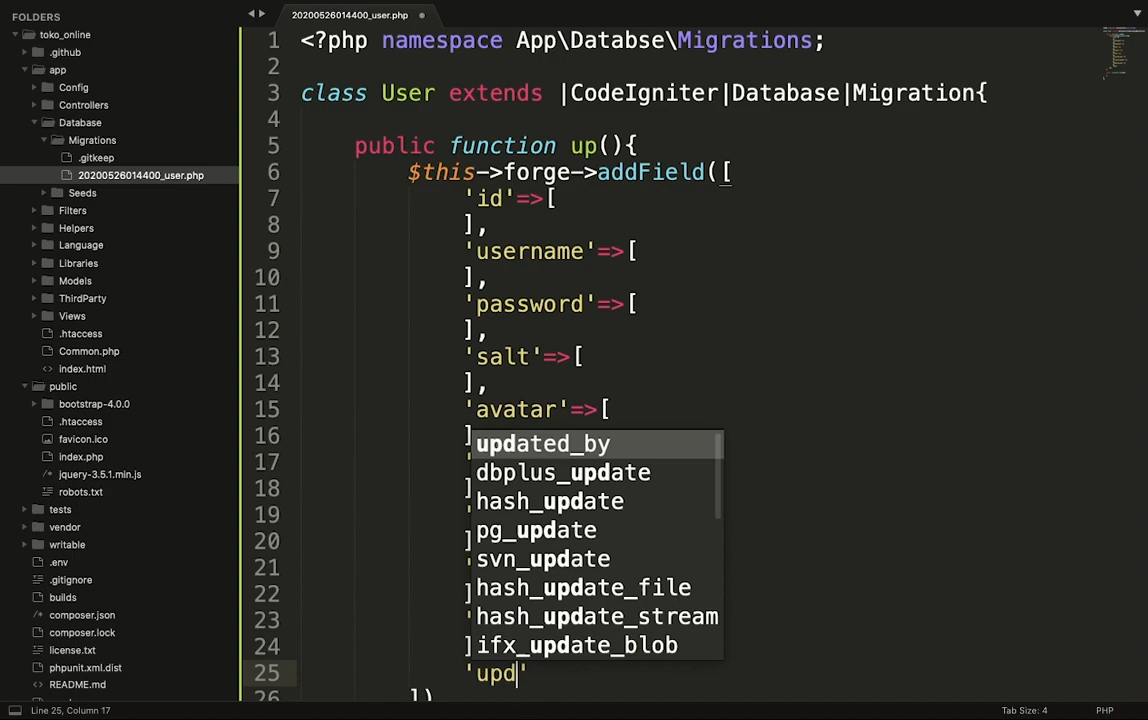 FOLDERS
toko_online
.github
app
Config
Controllers
Database
Migrations
.gitkeep
20200526014400_user.php
Seeds
Filters
Helpers
Language
Libraries
Models
ThirdParty
Views
.htaccess
Common.php
index.html
public
bootstrap-4.0.0
.htaccess
favicon.ico
index.php
jquery-3.5.1.min.js
robots.txt
tests
vendor
writable
.env
.gitignore
builds
composer.json
composer.lock
license.txt
phpunit.xml.dist
README.md
20200526014400_user.php
1 <?php namespace App\Databse\Migrations;
2
3 class User extends |CodeIgniter|Database|Migration{
4
5 public function up(){
6 $this->forge->addField([
7 'id'=>[
8 ],
9 'username'=>[
10 ],
11 'password'=>[
12 ],
13 'salt'=>[
14 ],
15 'avatar'=>[
16 ]
17 '
18 ]
19 '
20 ]
21 '
22 ]
23 '
24 ]
25 'upd'
26 ])
updated_by
dbplus_update
hash_update
pg_update
svn_update
hash_update_file
hash_update_stream
ifx_update_blob
Line 25, Column 17
Tab Size: 4
PHP